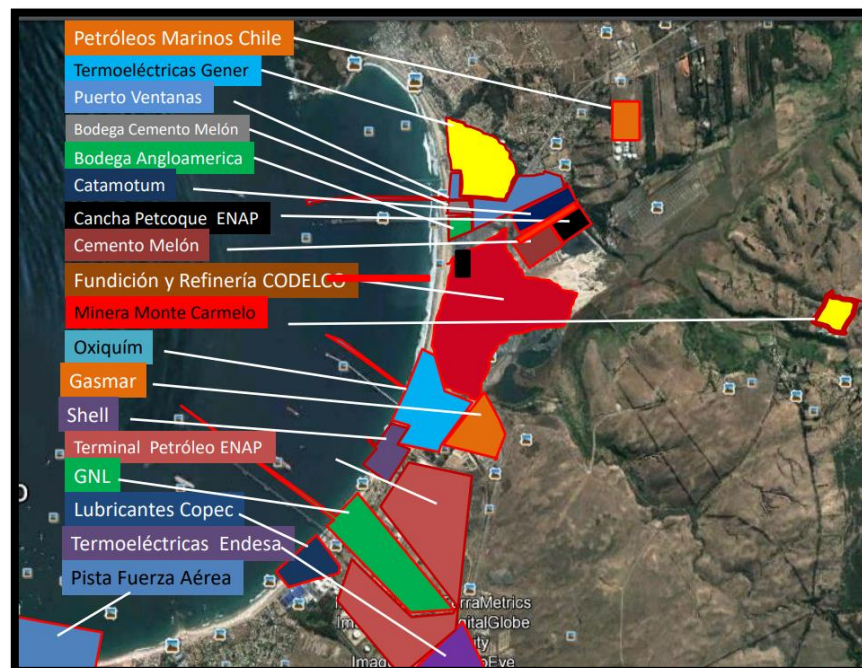 Petróleos Marinos Chile
Termoeléctricas Gener
Puerto Ventanas
Bodega Cemento Melón
Bodega Angloamerica
Catamotum
Cancha Petcoque ENAP
Cemento Melón
Fundición y Refinería CODELCO
Minera Monte Carmelo
Oxiquím
Gasmar
Shell
Terminal Petróleo ENAP
GNL
Lubricantes Copec
Termoeléctricas Endesa
Pista Fuerza Aérea